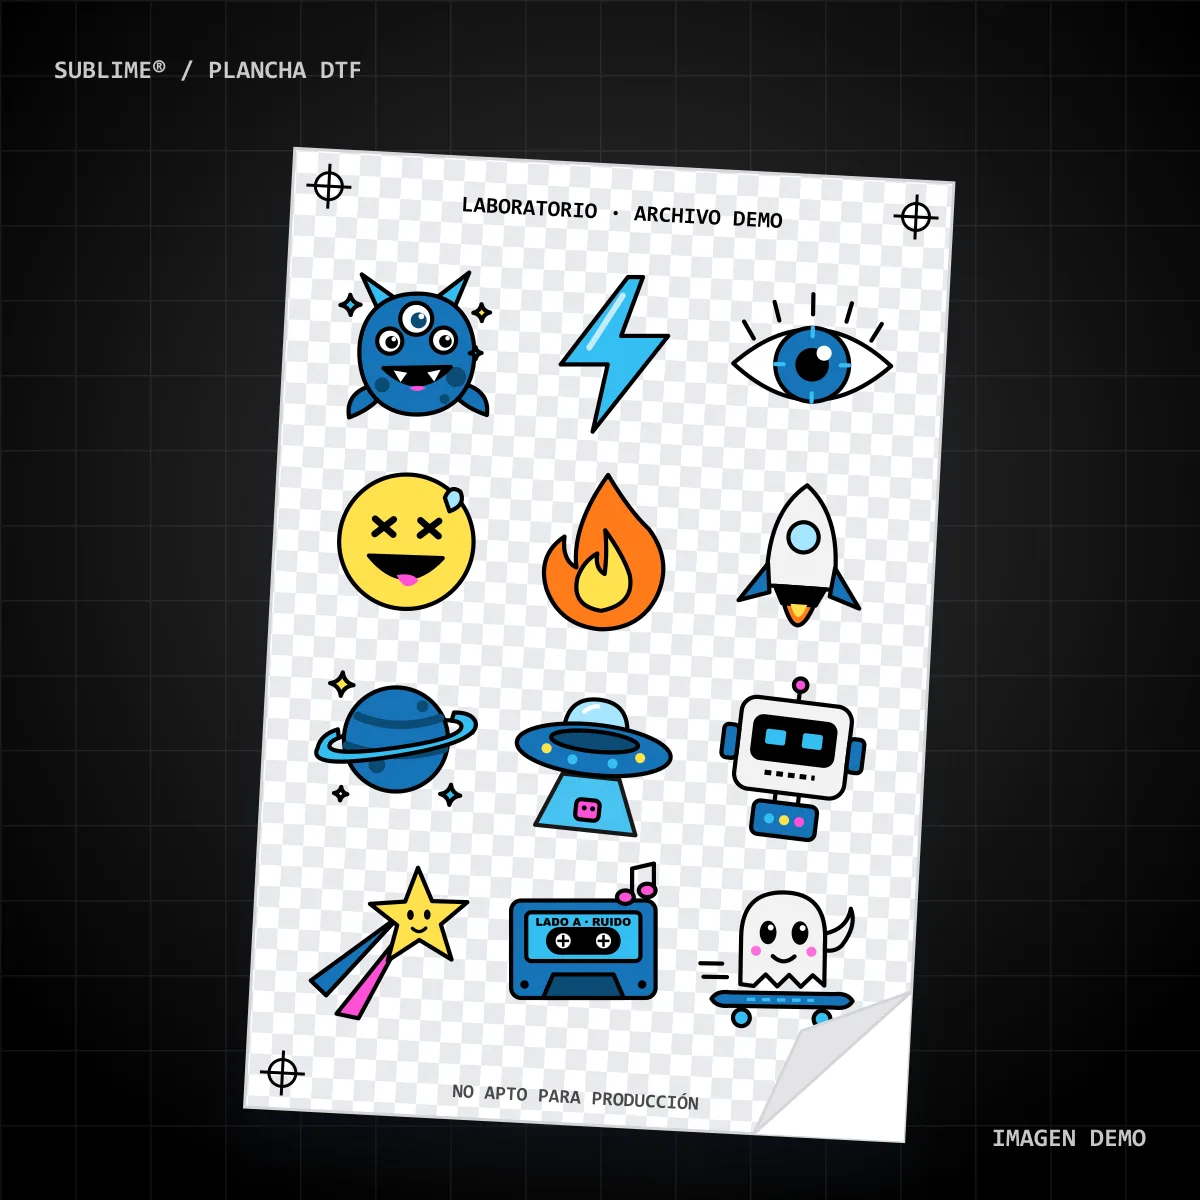 SUBLIME® / PLANCHA DTF
LABORATORIO · ARCHIVO DEMO
LADO A · RUIDO
NO APTO PARA PRODUCCIÓN
IMAGEN DEMO